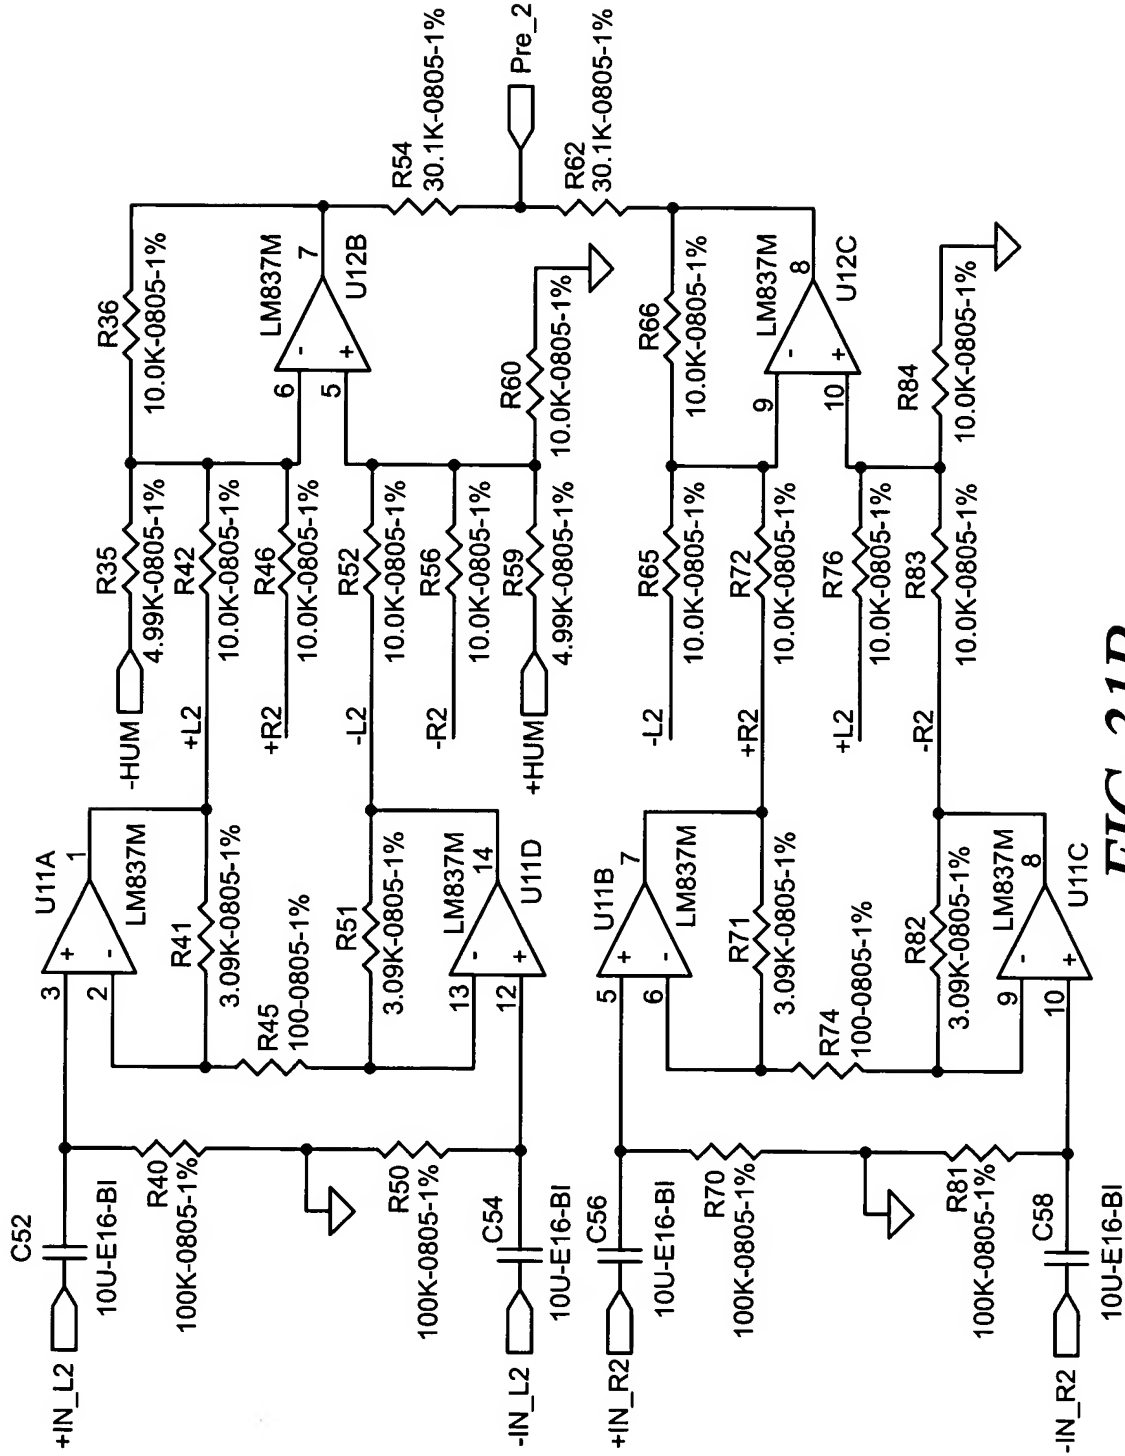 +IN_L2
C52
10U-E16-BI
R40
100K-0805-1%
R50
100K-0805-1%
C54
10U-E16-BI
-IN_L2
3
2
+
-
U11A
1
LM837M
R41
3.09K-0805-1%
R45
100-0805-1%
R51
3.09K-0805-1%
13
12
-
+
LM837M
14
U11D
-HUM
+L2
+R2
-L2
-R2
+HUM
R35
4.99K-0805-1%
R42
10.0K-0805-1%
R46
10.0K-0805-1%
R52
10.0K-0805-1%
R56
10.0K-0805-1%
R59
4.99K-0805-1%
R36
10.0K-0805-1%
6
5
-
+
LM837M
7
U12B
R60
10.0K-0805-1%
R54
30.1K-0805-1%
Pre_2
R62
30.1K-0805-1%
+IN_R2
C56
10U-E16-BI
R70
100K-0805-1%
R81
100K-0805-1%
C58
10U-E16-BI
-IN_R2
5
6
+
-
U11B
7
LM837M
R71
3.09K-0805-1%
R74
100-0805-1%
R82
3.09K-0805-1%
9
10
-
+
LM837M
8
U11C
-L2
+R2
+L2
-R2
R65
10.0K-0805-1%
R72
10.0K-0805-1%
R76
10.0K-0805-1%
R83
10.0K-0805-1%
R66
10.0K-0805-1%
9
10
-
+
LM837M
8
U12C
R84
10.0K-0805-1%